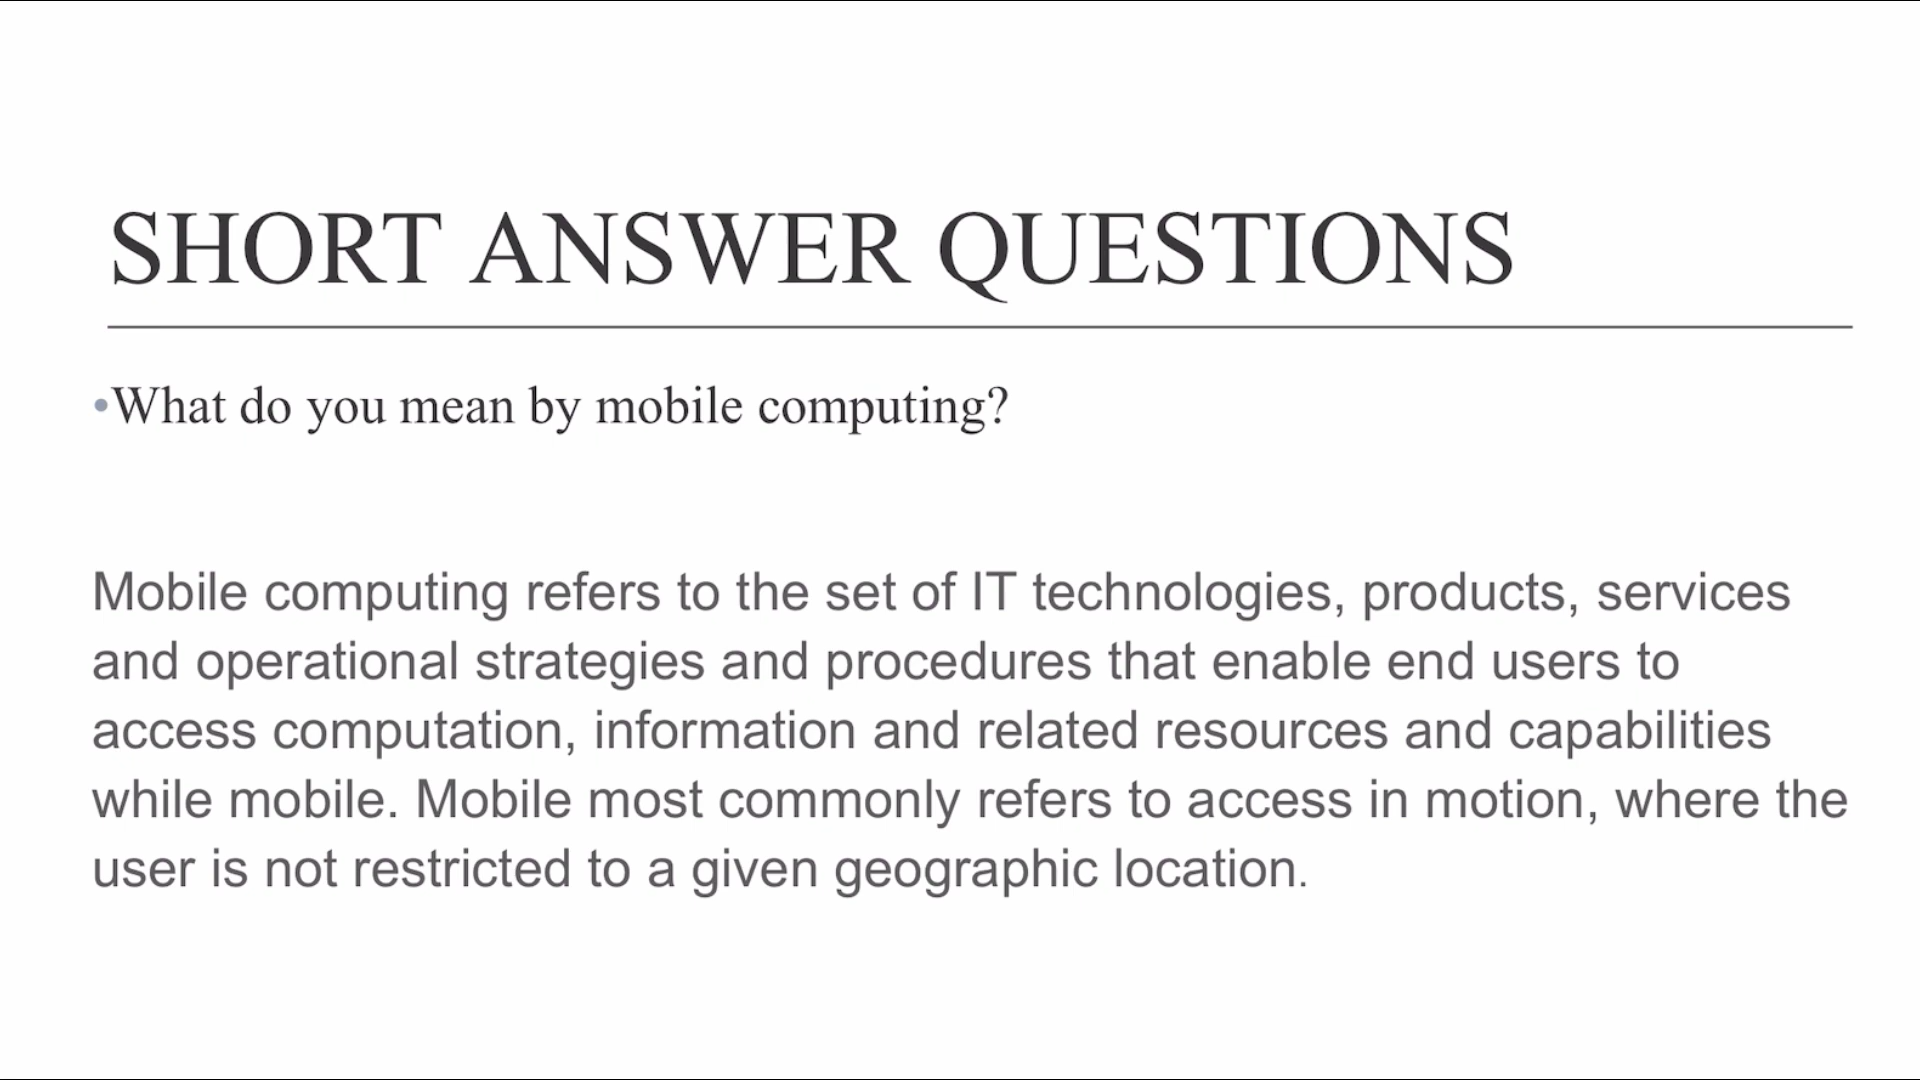 SHORT ANSWER QUESTIONS
•What do you mean by mobile computing?
Mobile computing refers to the set of IT technologies, products, services
and operational strategies and procedures that enable end users to
access computation, information and related resources and capabilities
while mobile. Mobile most commonly refers to access in motion, where the
user is not restricted to a given geographic location.